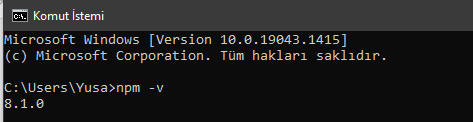 Komut İstemi
Microsoft Windows [Version 10.0.19043.1415]
(c) Microsoft Corporation. Tüm hakları saklıdır.
C:\Users\Yusa>npm -v
8.1.0